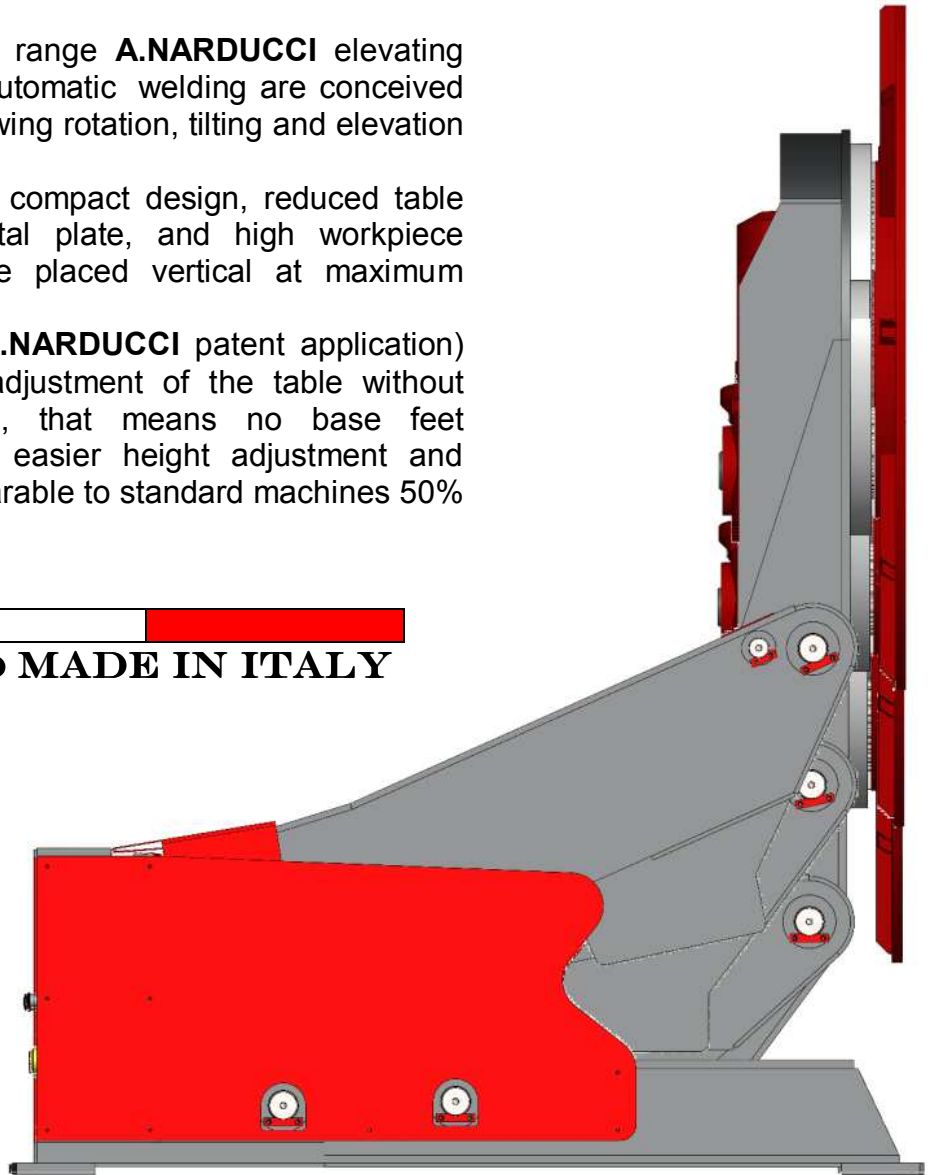 range A.NARDUCCI elevating
utomatic welding are conceived
wing rotation, tilting and elevation
compact design, reduced table
tal plate, and high workpiece
e placed vertical at maximum
.NARDUCCI patent application)
adjustment of the table without
, that means no base feet
easier height adjustment and
arable to standard machines 50%
MADE IN ITALY